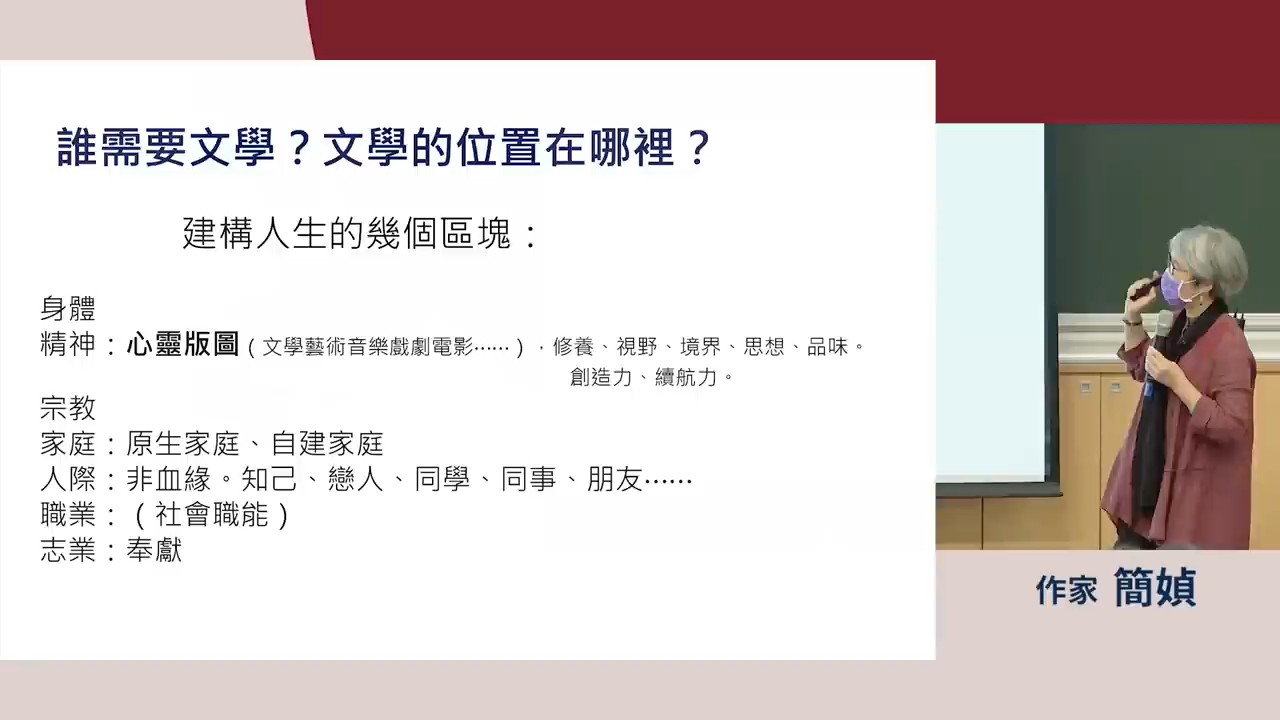 誰需要文學？文學的位置在哪裡？
建構人生的幾個區塊：
身體
精神：心靈版圖（文學藝術音樂戲劇電影……），修養、視野、境界、思想、品味。
創造力、續航力。
宗教
家庭：原生家庭、自建家庭
人際：非血緣。知己、戀人、同學、同事、朋友……
職業：（社會職能）
志業：奉獻
作家 簡媜